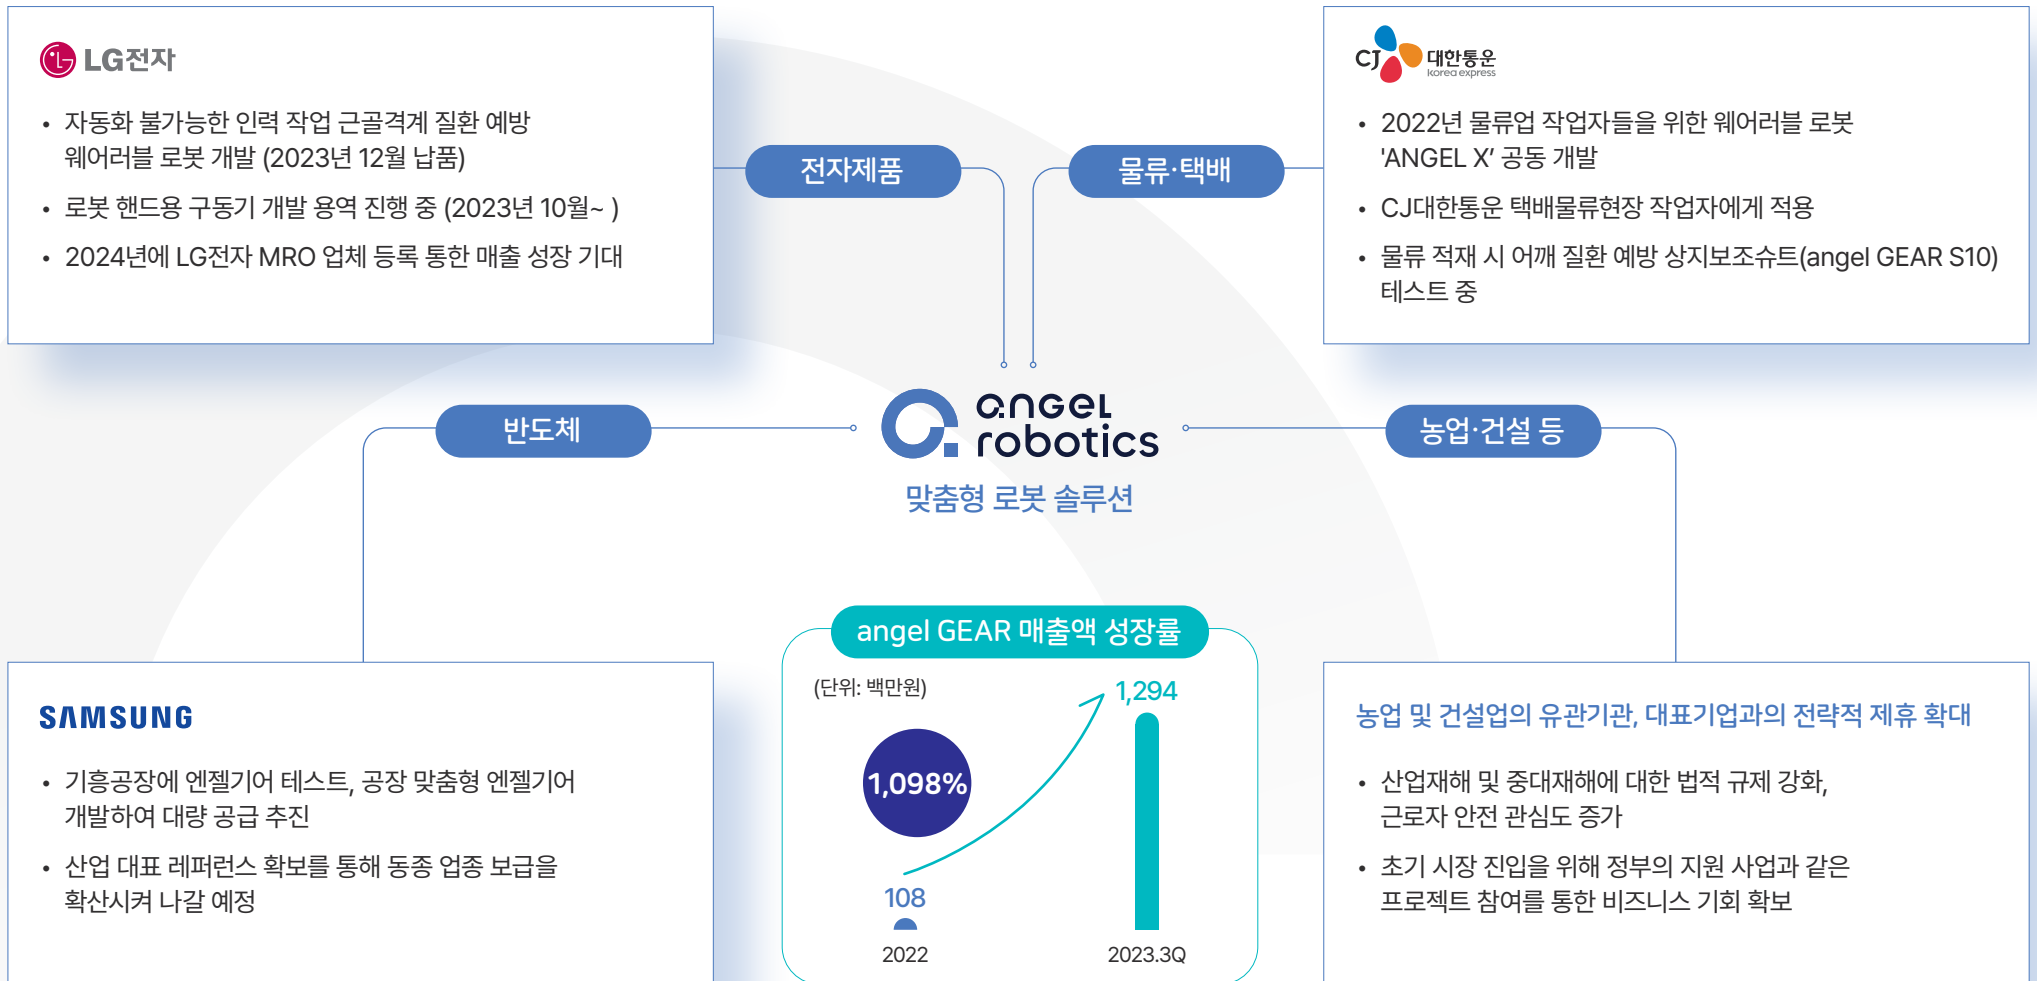 LG전자
• 자동화 불가능한 인력 작업 근골격계 질환 예방
웨어러블 로봇 개발 (2023년 12월 납품)
• 로봇 핸드용 구동기 개발 용역 진행 중 (2023년 10월~ )
• 2024년에 LG전자 MRO 업체 등록 통한 매출 성장 기대
전자제품
물류·택배
CJ 대한통운
korea express
• 2022년 물류업 작업자들을 위한 웨어러블 로봇
'ANGEL X’ 공동 개발
• CJ대한통운 택배물류현장 작업자에게 적용
• 물류 적재 시 어깨 질환 예방 상지보조슈트(angel GEAR S10)
테스트 중
반도체
angel
robotics
맞춤형 로봇 솔루션
농업·건설 등
SAMSUNG
• 기흥공장에 엔젤기어 테스트, 공장 맞춤형 엔젤기어
개발하여 대량 공급 추진
• 산업 대표 레퍼런스 확보를 통해 동종 업종 보급을
확산시켜 나갈 예정
angel GEAR 매출액 성장률
(단위: 백만원)
1,294
1,098%
108
2022
2023.3Q
농업 및 건설업의 유관기관, 대표기업과의 전략적 제휴 확대
• 산업재해 및 중대재해에 대한 법적 규제 강화,
근로자 안전 관심도 증가
• 초기 시장 진입을 위해 정부의 지원 사업과 같은
프로젝트 참여를 통한 비즈니스 기회 확보